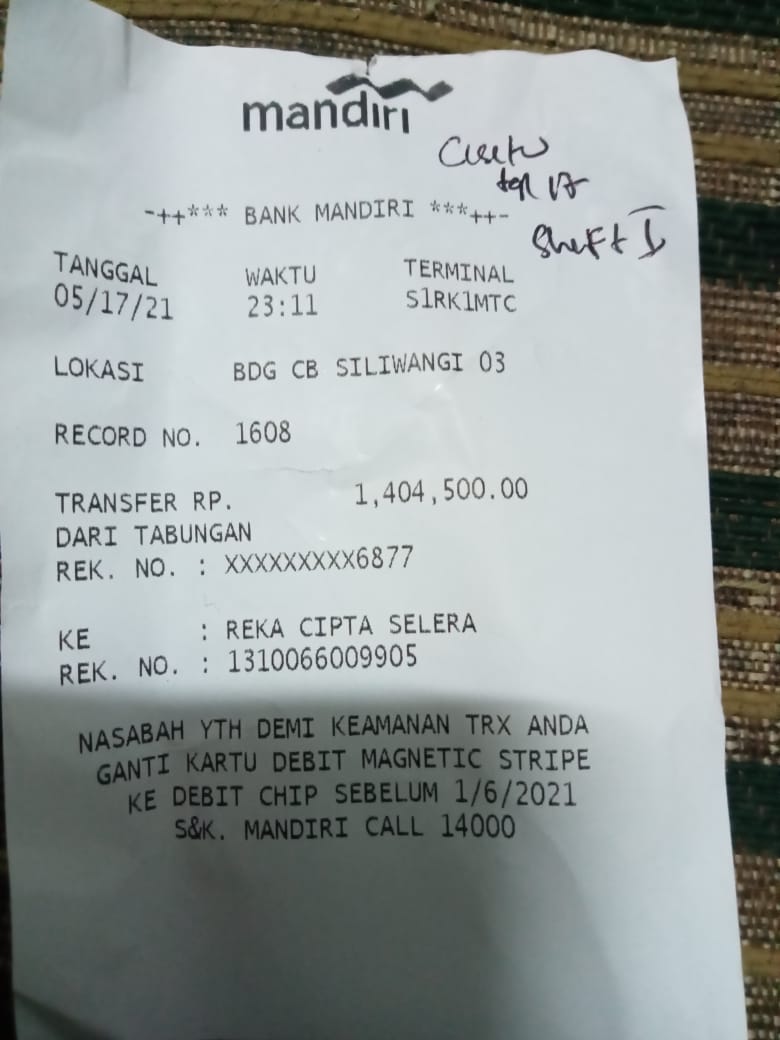 mandiri
tgl 17
Sheft I
-++*** BANK MANDIRI ***++-
TANGGAL WAKTU TERMINAL
05/17/21 23:11 S1RK1MTC
LOKASI BDG CB SILIWANGI 03
RECORD NO. 1608
TRANSFER RP. 1,404,500.00
DARI TABUNGAN
REK. NO. : XXXXXXXXX6877
KE : REKA CIPTA SELERA
REK. NO. : 1310066009905
NASABAH YTH DEMI KEAMANAN TRX ANDA
GANTI KARTU DEBIT MAGNETIC STRIPE
KE DEBIT CHIP SEBELUM 1/6/2021
S&K. MANDIRI CALL 14000